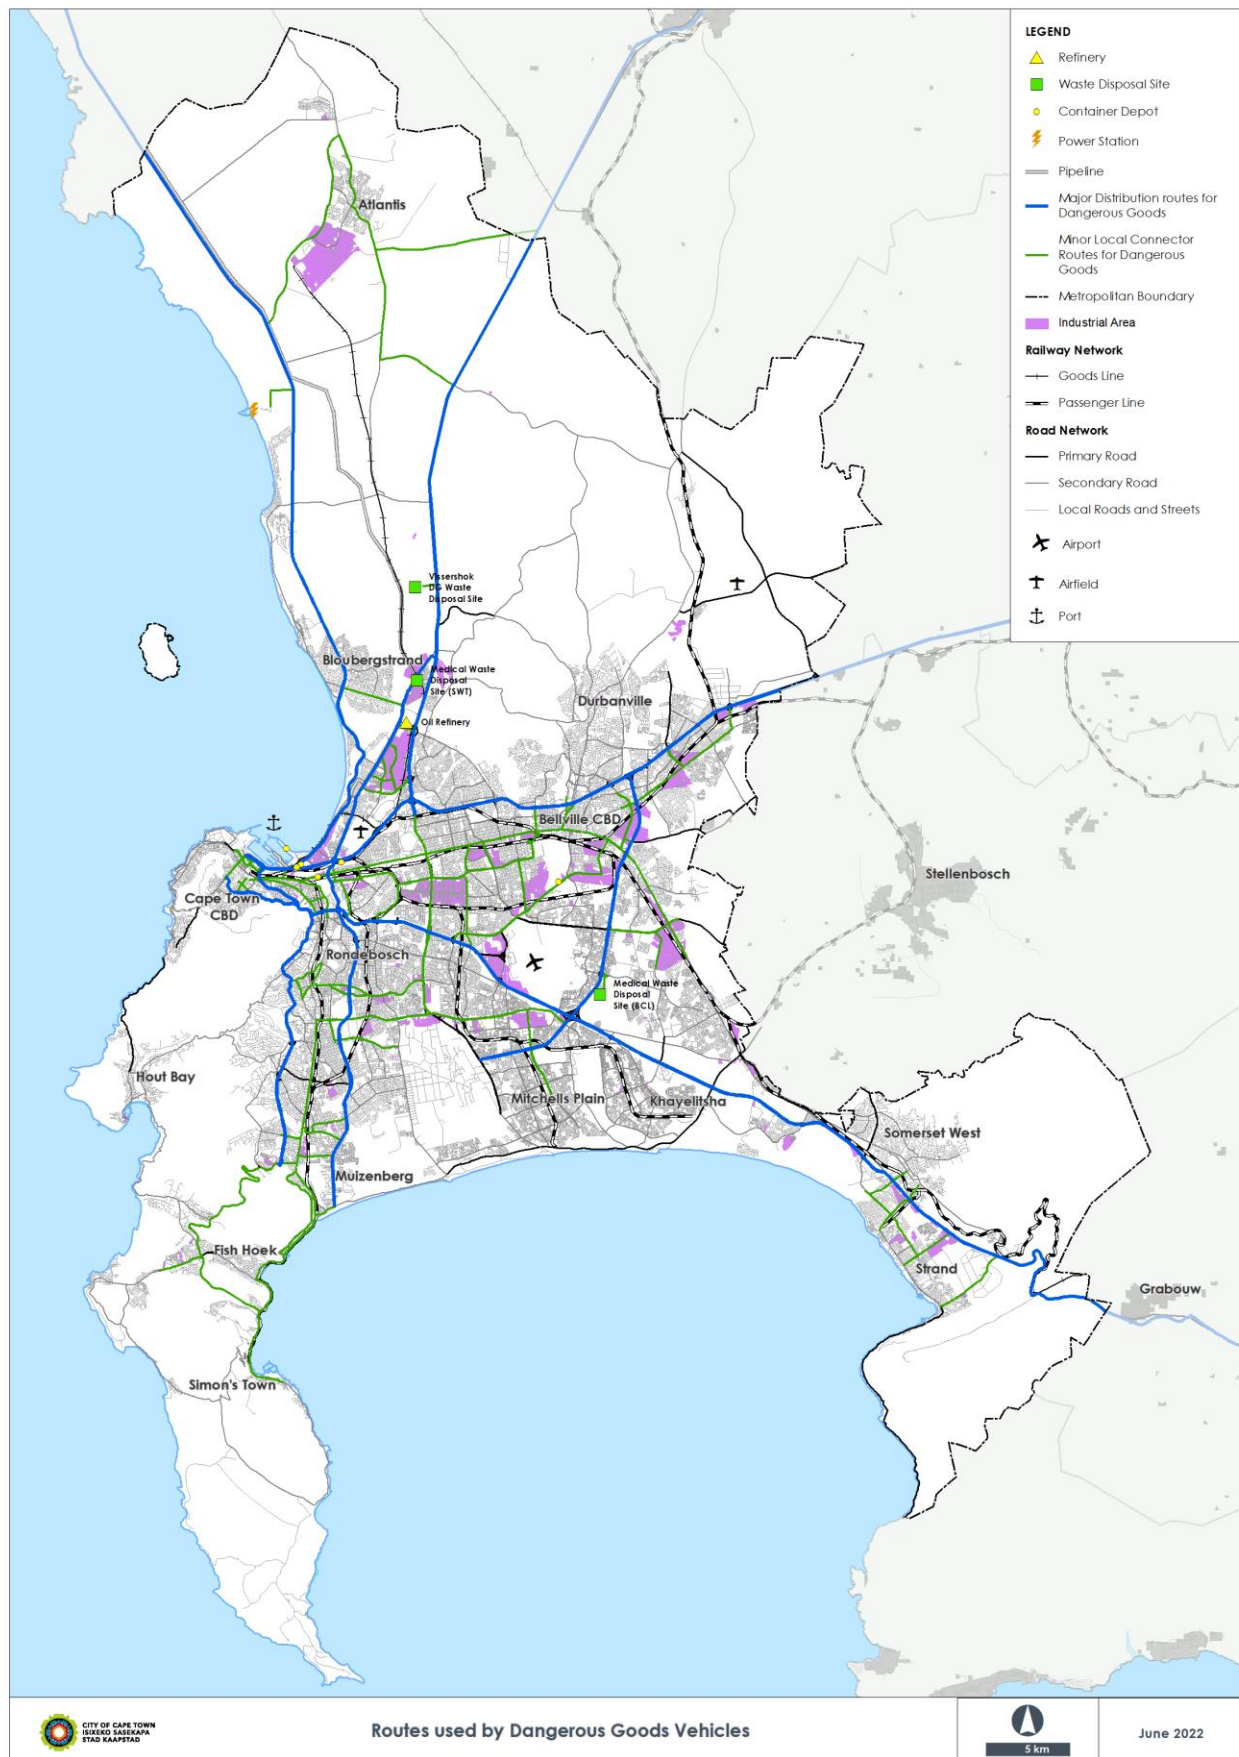 LEGEND
Refinery
Waste Disposal Site
Container Depot
Power Station
Pipeline
Major Distribution routes for
Dangerous Goods
Minor Local Connector
Routes for Dangerous
Goods
Metropolitan Boundary
Industrial Area
Railway Network
Goods Line
Passenger Line
Road Network
Primary Road
Secondary Road
Local Roads and Streets
Airport
Airfield
Port
Atlantis
Vissershok
DG Waste
Disposal Site
Bloubergstrand
Medical Waste
Disposal
Site (SWT)
Durbanville
Oil Refinery
Bellville CBD
Stellenbosch
Cape Town
CBD
Rondebosch
Medical Waste
Disposal
Site (BCL)
Hout Bay
Mitchells Plain
Khayelitsha
Somerset West
Muizenberg
Fish Hoek
Strand
Grabouw
Simon's Town
CITY OF CAPE TOWN
ISIXEKO SASEKAPA
STAD KAAPSTAD
Routes used by Dangerous Goods Vehicles
5 km
June 2022